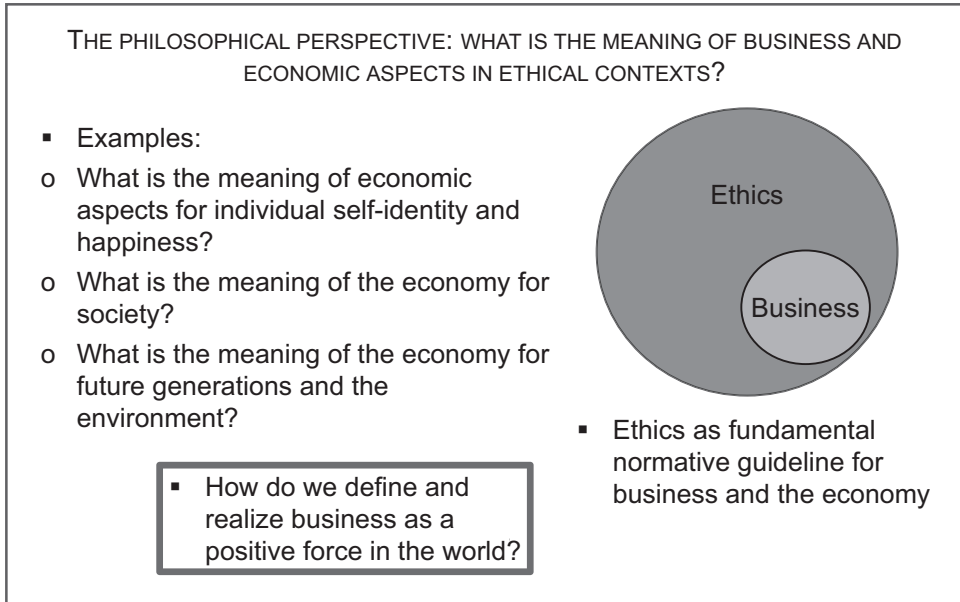 THE PHILOSOPHICAL PERSPECTIVE: WHAT IS THE MEANING OF BUSINESS AND
ECONOMIC ASPECTS IN ETHICAL CONTEXTS?
▪ Examples:
o What is the meaning of economic
aspects for individual self-identity and
happiness?
o What is the meaning of the economy for
society?
o What is the meaning of the economy for
future generations and the
environment?
▪ How do we define and
realize business as a
positive force in the world?
Ethics
Business
▪ Ethics as fundamental
normative guideline for
business and the economy